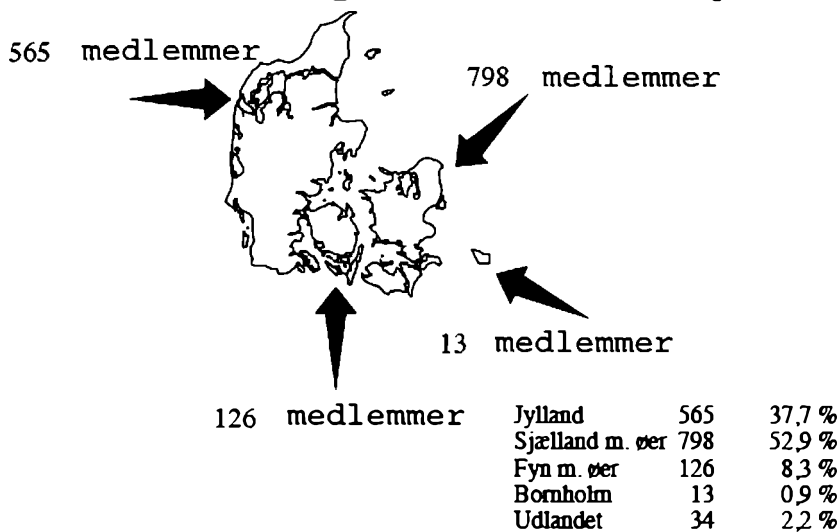 565 medlemmer
798 medlemmer
13 medlemmer
126 medlemmer
Jylland 565 37,7 %
Sjælland m. øer 798 52,9 %
Fyn m. øer 126 8,3 %
Bornholm 13 0,9 %
Udlandet 34 2,2 %